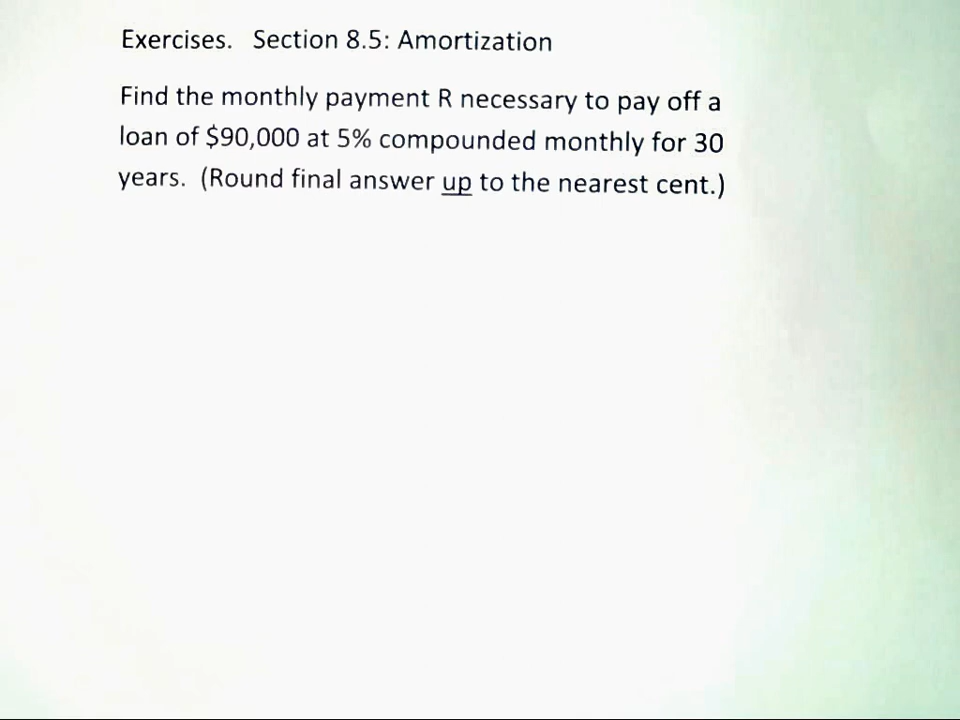 Exercises. Section 8.5: Amortization
Find the monthly payment R necessary to pay off a
loan of $90,000 at 5% compounded monthly for 30
years. (Round final answer up to the nearest cent.)